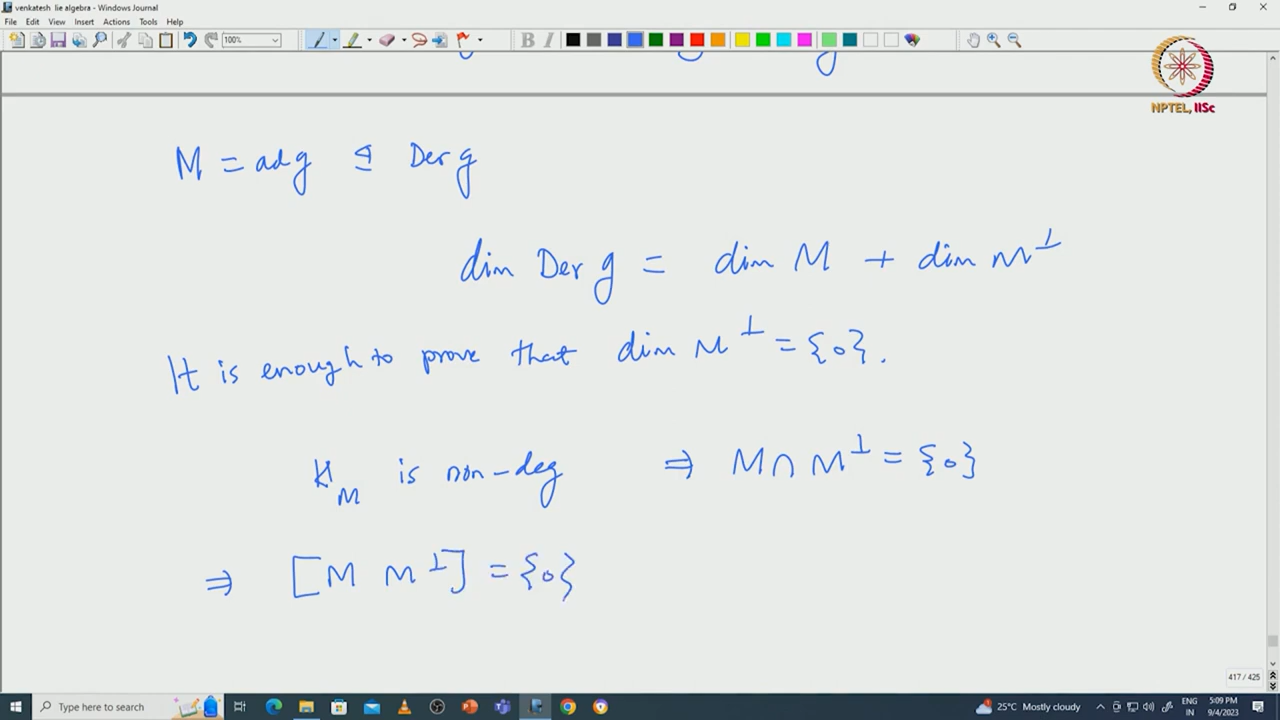 venkatesh lie algebra - Windows Journal
File Edit View Insert Actions Tools Help
100%
B I
NPTEL, IISc
M = ad g ⊴ Der g
dim Der g = dim M + dim M⊥
It is enough to prove that dim M⊥ = {0}.
K_M is non-deg ⇒ M ∩ M⊥ = {0}
⇒ [M M⊥] = {0}
417 / 425
Type here to search
25°C Mostly cloudy
ENG
IN
5:09 PM
9/4/2023